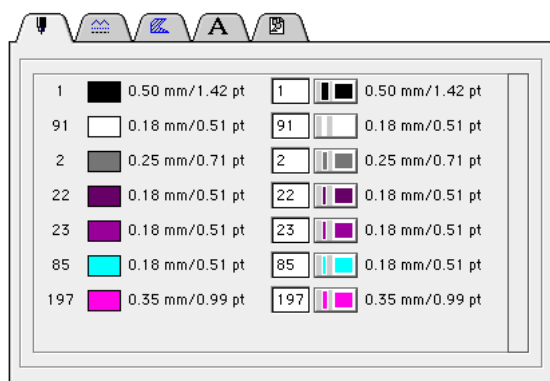 A
1 0.50 mm/1.42 pt 1 0.50 mm/1.42 pt
91 0.18 mm/0.51 pt 91 0.18 mm/0.51 pt
2 0.25 mm/0.71 pt 2 0.25 mm/0.71 pt
22 0.18 mm/0.51 pt 22 0.18 mm/0.51 pt
23 0.18 mm/0.51 pt 23 0.18 mm/0.51 pt
85 0.18 mm/0.51 pt 85 0.18 mm/0.51 pt
197 0.35 mm/0.99 pt 197 0.35 mm/0.99 pt